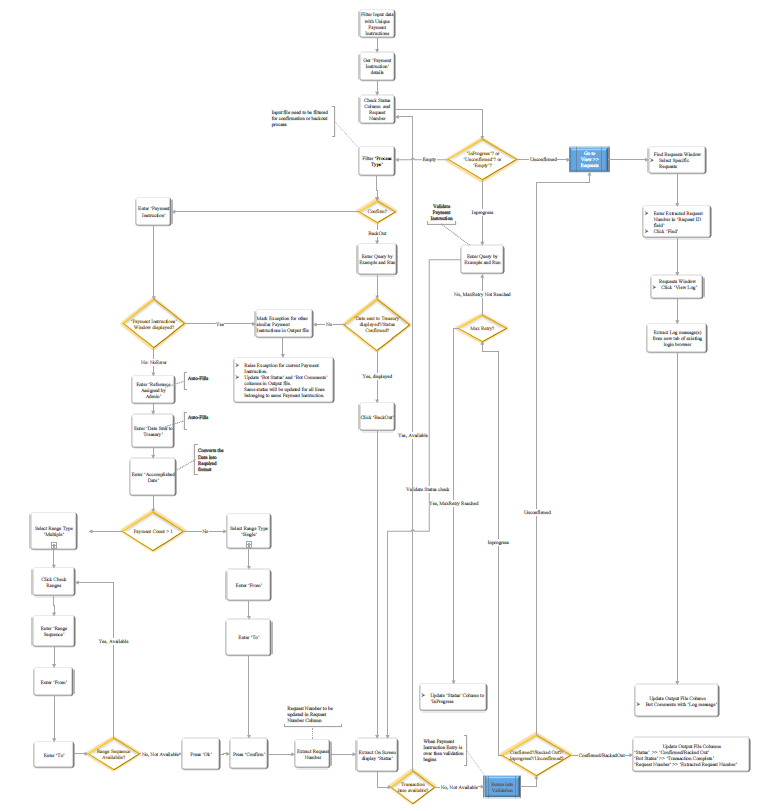 Filter Input data
with Unique
Payment
Instructions
Get 'Payment
Instruction'
details
Check Status
Column and
Request
Number
Input file need to be filtered
for confirmation or backout
process
Filter 'Process
Type'
Empty
'InProgress'? or
'Unconfirmed'? or
'Empty'?
Unconfirmed
Go to
View >>
Requests
Find Requests Window
➤ Select Specific
Requests
Enter 'Payment
Instruction'
Confirm?
Validate
Payment
Instruction
Inprogress
➤ Enter Extracted Request
Number in 'Request ID
field'
➤ Click 'Find'
BackOut
Enter Query by
Example and Run
Enter Query by
Example and Run
Requests Window
➤ Click 'View Log'
No, MaxRetry Not Reached
'Payment Instructions'
Window displayed?
Yes
Mark Exception for other
similar Payment
Instructions in Output file
No
'Date sent to Treasury'
displayed?/Status
Confirmed?
Max Retry?
Extract Log message(s)
from new tab of existing
login browser
No: NoError
➤ Raise Exception for current Payment
Instruction.
➤ Update 'Bot Status' and 'Bot Comments'
columns in Output file.
Same status will be updated for all lines
belonging to same Payment Instruction.
Yes, displayed
Enter 'Reference
Assigned by
Admin'
Auto-Fills
Click 'BackOut'
Enter 'Date Sent to
Treasury'
Auto-Fills
Yes, Available
Converts the
Date into
Required
format
Enter 'Accomplished
Date'
Validate Status check
Yes, MaxRetry Reached
Unconfirmed
Select Range Type
'Multiple'
Payment Count > 1
No
Select Range Type
'Single'
Inprogress
Click Check
Ranges
Enter 'From'
Enter 'Range
Sequence'
Yes, Available
Enter 'To'
Enter 'From'
➤ Update 'Status' Column to
'InProgress
Update Output File Column
➤ Bot Comments with 'Log message'
Request Number to be
updated in Request
Number Column
Enter 'To'
Range Sequence
Available?
No, Not Available?
Press 'Ok'
Press 'Confirm'
Extract Request
Number
Extract On Screen
display 'Status'
When Payment
Instruction Entry is
over then validation
begins
Confirmed?/Backed Out?/
Inprogress?/Unconfirmed?
Confirmed/BackedOut
Update Output File Columns
'Status' >> 'Confirmed/Backed Out'
'Bot Status' >> 'Transaction Complete'
'Request Number' >> 'Extracted Request Number'
Transaction
No, Not Available
Return into
Validation